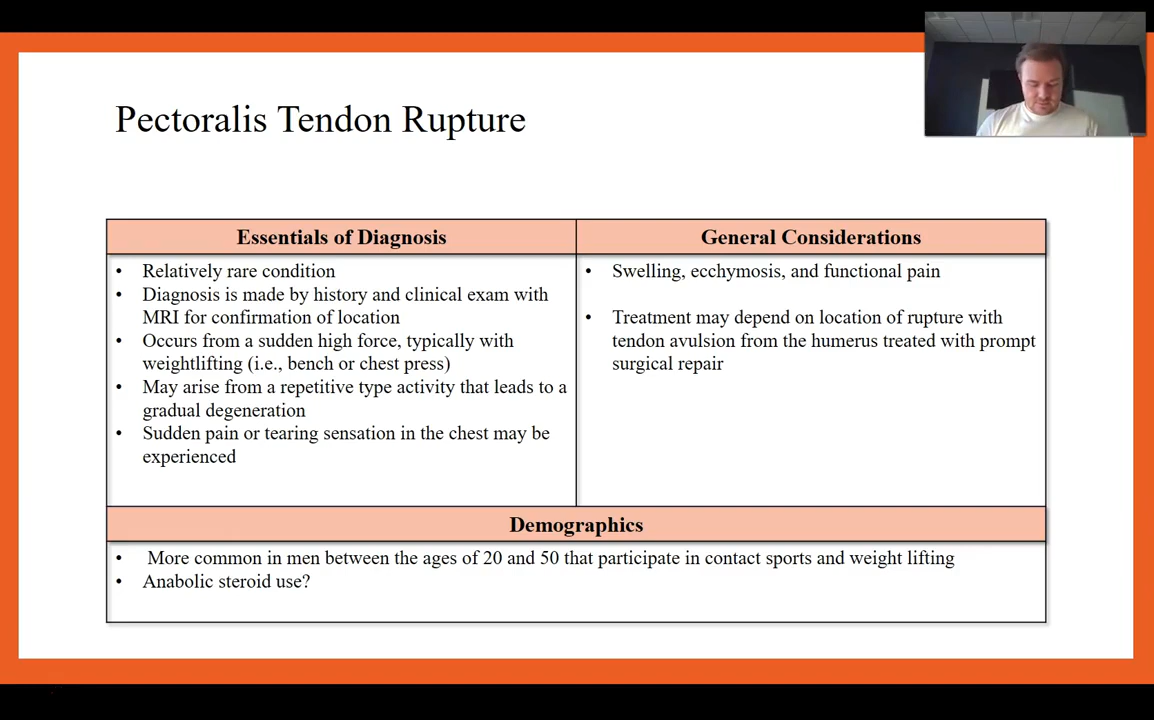 Pectoralis Tendon Rupture
Essentials of Diagnosis
• Relatively rare condition
• Diagnosis is made by history and clinical exam with
MRI for confirmation of location
• Occurs from a sudden high force, typically with
weightlifting (i.e., bench or chest press)
• May arise from a repetitive type activity that leads to a
gradual degeneration
• Sudden pain or tearing sensation in the chest may be
experienced
General Considerations
• Swelling, ecchymosis, and functional pain
• Treatment may depend on location of rupture with
tendon avulsion from the humerus treated with prompt
surgical repair
Demographics
• More common in men between the ages of 20 and 50 that participate in contact sports and weight lifting
• Anabolic steroid use?